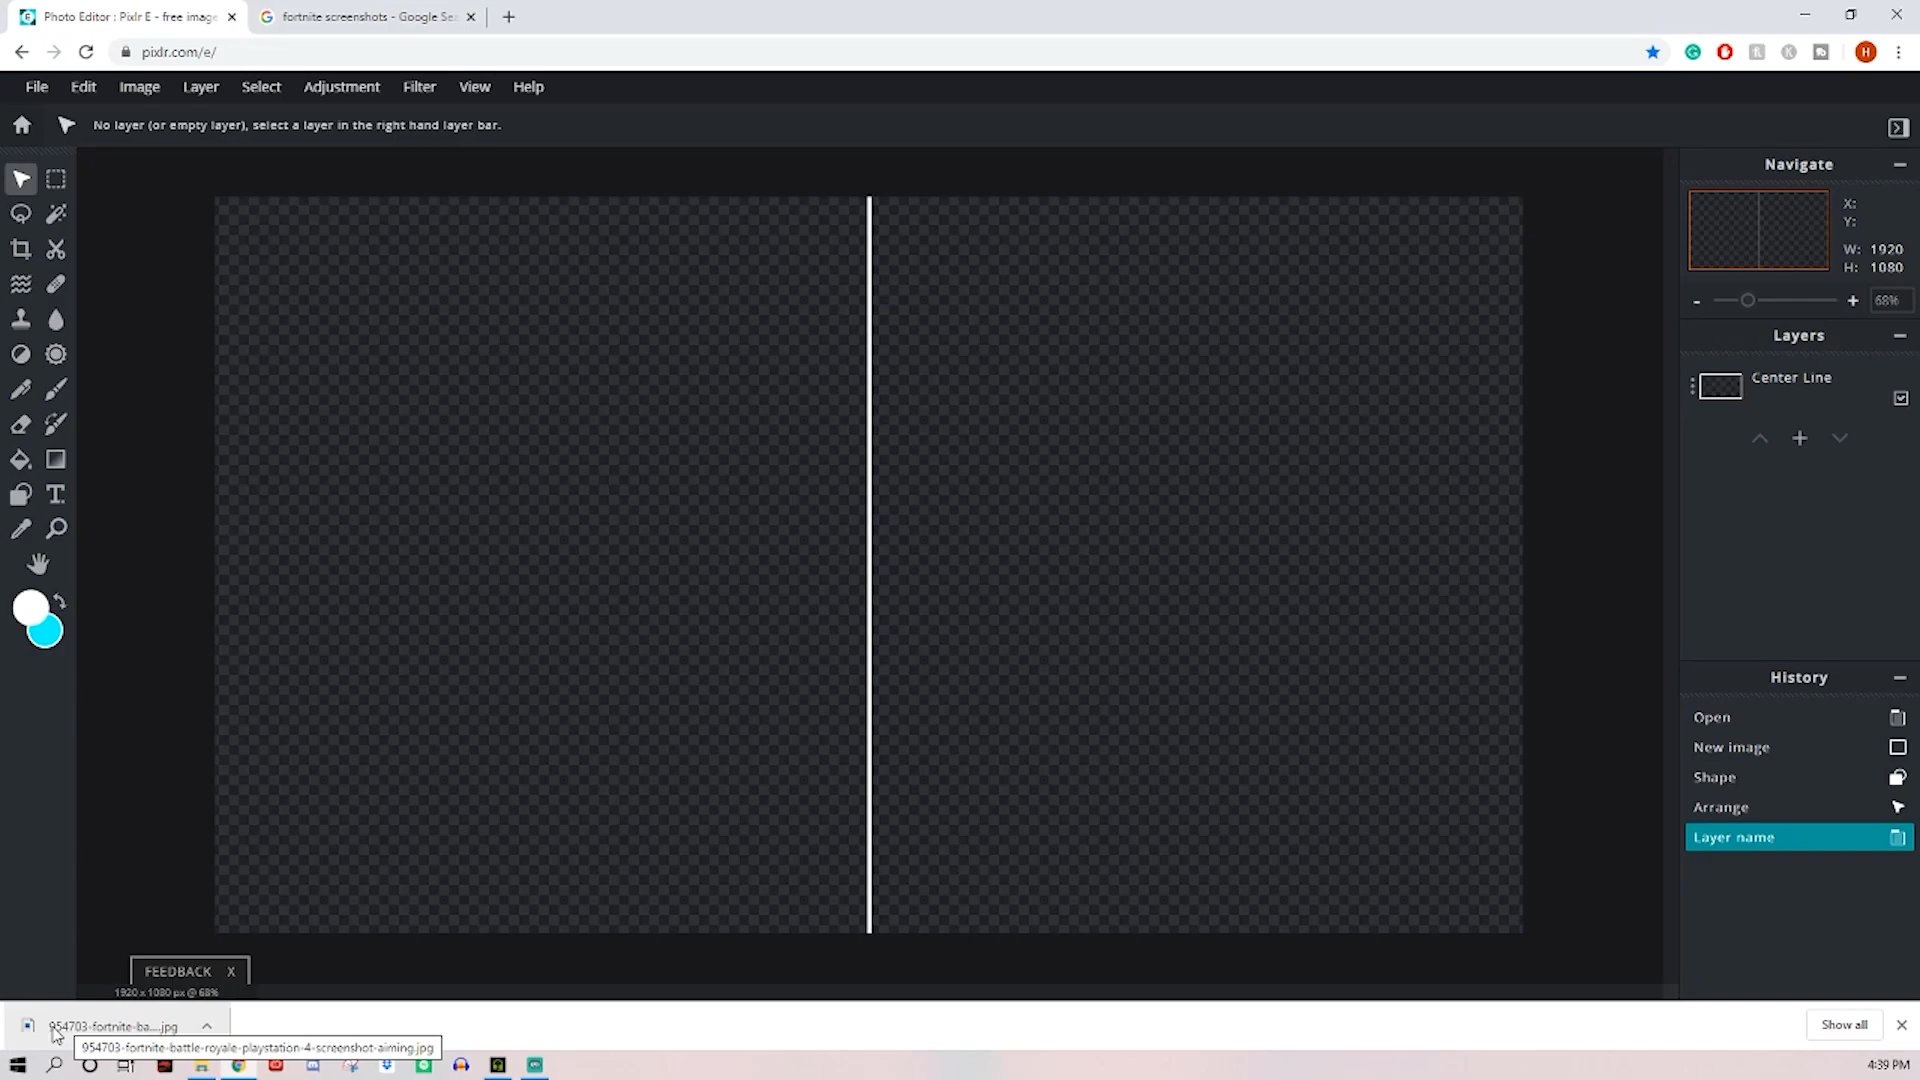 Photo Editor : Pixlr E - free image
fortnite screenshots - Google Se
pixlr.com/e/
H
File Edit Image Layer Select Adjustment Filter View Help
No layer (or empty layer), select a layer in the right hand layer bar.
Navigate
X:
Y:
W: 1920
H: 1080
68%
Layers
Center Line
History
Open
New image
Shape
Arrange
Layer name
FEEDBACK X
1920 x 1080 px @ 68%
954703-fortnite-ba....jpg
Show all
954703-fortnite-battle-royale-playstation-4-screenshot-aiming.jpg
4:39 PM